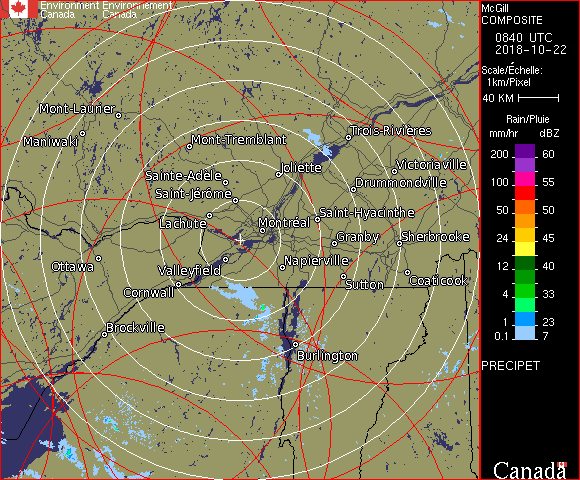 Environment Environnement
Canada Canada
McGill
COMPOSITE
0840 UTC
2018-10-22
Scale/Échelle:
1km/Pixel
40 KM
Rain/Pluie
mm/hr dBZ
200 60
100 55
50 50
24 45
12 40
4 33
1 23
0.1 7
PRECIPET
Canada
Mont-Laurier
Maniwaki
Mont-Tremblant
Trois-Rivières
Sainte-Adèle
Joliette
Victoriaville
Saint-Jérôme
Drummondville
Lachute
Montréal
Saint-Hyacinthe
Granby
Sherbrooke
Ottawa
Valleyfield
Napierville
Cornwall
Sutton
Coaticook
Brockville
Burlington